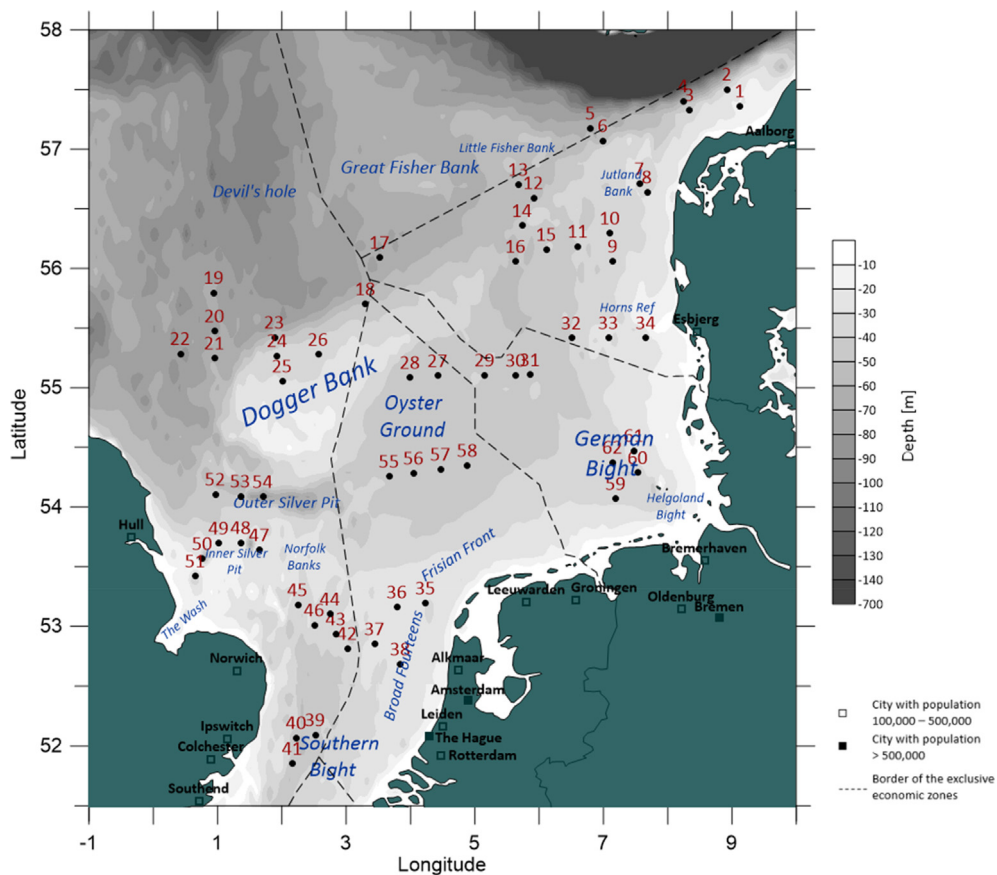 58
2
4
1
3
5
6
Aalborg
57
Little Fisher Bank
Great Fisher Bank
13
7
Jutland
8
Devil's hole
12
Bank
14
10
15
11
17
16
9
56
19
18
Horns Ref
20
23
32
33
34
Esbjerg
22
21
24
26
25
28
27
29
30
31
55
Dogger Bank
Oyster
Ground
German
61
Bight
62
60
55
56
57
58
59
52
53
54
Outer Silver Pit
Helgoland
Bight
54
Hull
49
48
47
50
Inner Silver
Pit
51
Norfolk
Banks
Frisian Front
Bremerhaven
45
44
36
35
Leeuwarden
Groningen
Oldenburg
Bremen
46
43
The Wash
53
42
37
38
Broad Fourteens
Norwich
Alkmaar
Amsterdam
40
39
Leiden
Ipswich
41
Southern
Bight
The Hague
52
Colchester
Rotterdam
Southend
Latitude
-1
1
3
5
7
9
Longitude
-10
-20
-30
-40
-50
-60
-70
-80
-90
-100
-110
-120
-130
-140
-700
Depth [m]
City with population
100,000 – 500,000
City with population
> 500,000
Border of the exclusive
economic zones